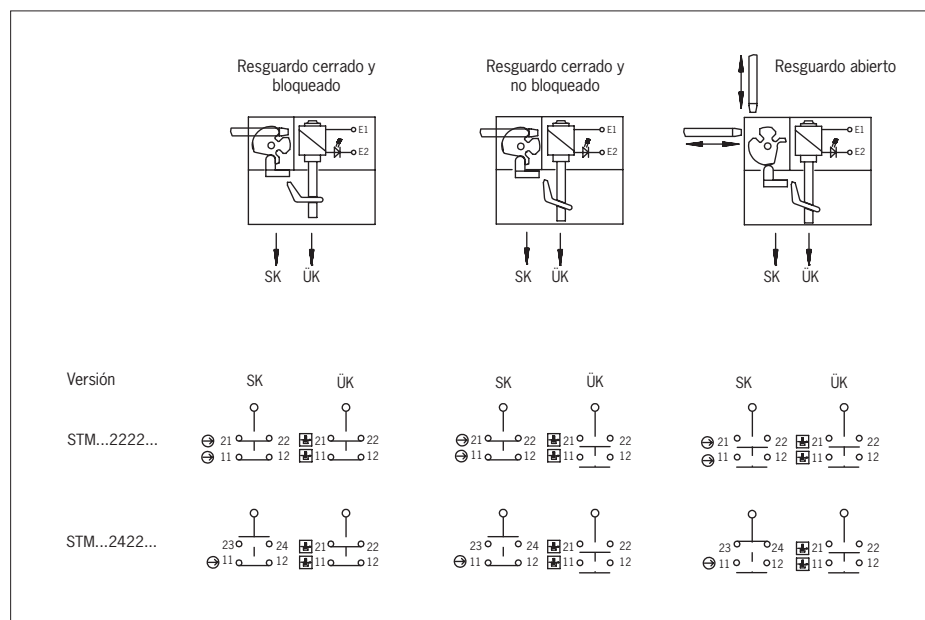 Resguardo cerrado y
bloqueado
Resguardo cerrado y
no bloqueado
Resguardo abierto
E1
E2
E1
E2
E1
E2
SK ÜK
SK ÜK
SK ÜK
Versión SK ÜK SK ÜK SK ÜK
STM...2222...
21 22 21 22 21 22 21 22 21 22 21 22
11 12 11 12 11 12 11 12 11 12 11 12
STM...2422...
23 24 21 22 23 24 21 22 23 24 21 22
11 12 11 12 11 12 11 12 11 12 11 12